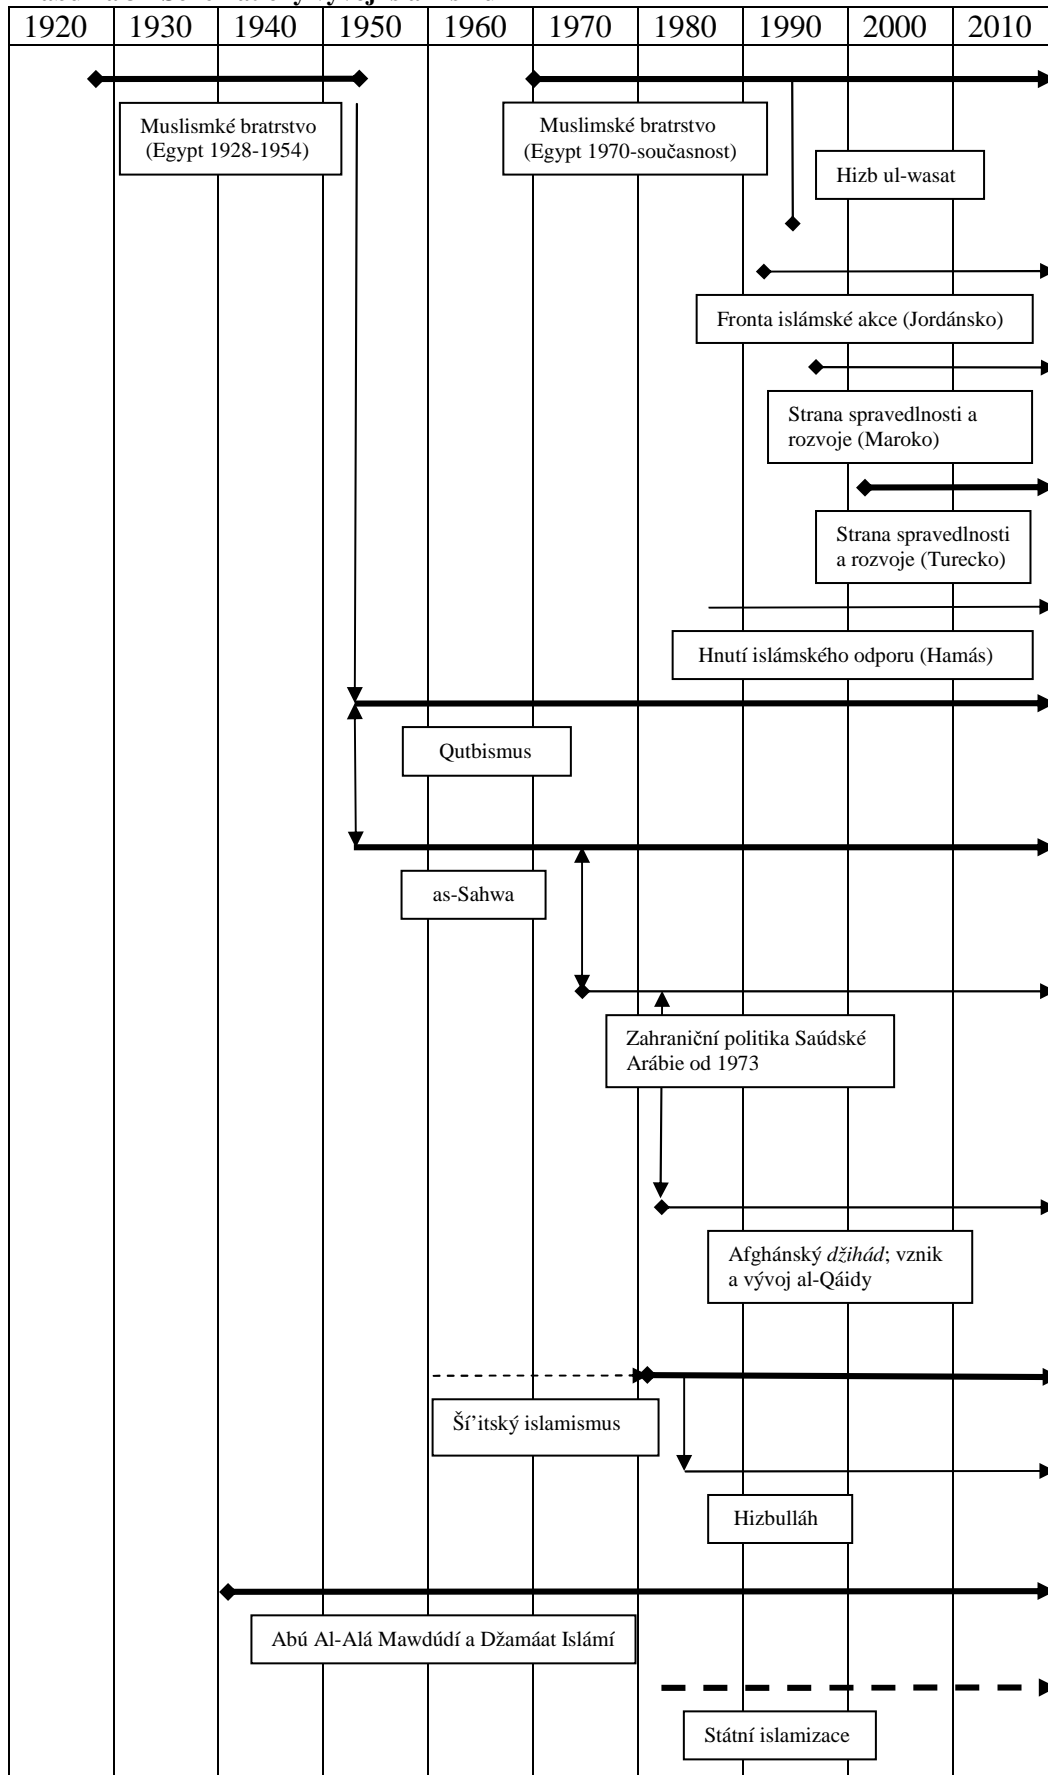 1920 1930 1940 1950 1960 1970 1980 1990 2000 2010
Muslismké bratrstvo
(Egypt 1928-1954)
Muslimské bratrstvo
(Egypt 1970-současnost)
Hizb ul-wasat
Fronta islámské akce (Jordánsko)
Strana spravedlnosti a
rozvoje (Maroko)
Strana spravedlnosti
a rozvoje (Turecko)
Hnutí islámského odporu (Hamás)
Qutbismus
as-Sahwa
Zahraniční politika Saúdské
Arábie od 1973
Afghánský džihád; vznik
a vývoj al-Qáidy
Ší’itský islamismus
Hizbulláh
Abú Al-Alá Mawdúdí a Džamáat Islámí
Státní islamizace